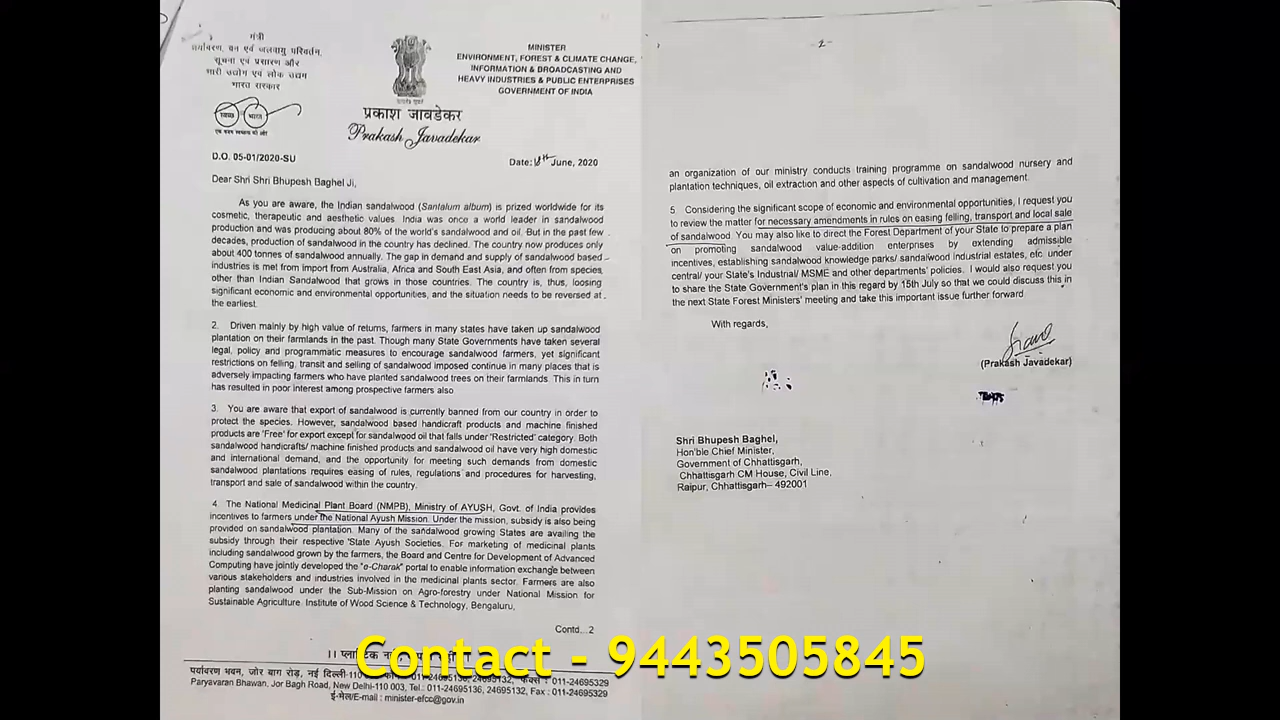 मंत्री
पर्यावरण, वन एवं जलवायु परिवर्तन,
सूचना एवं प्रसारण और
भारी उद्योग एवं लोक उद्यम
भारत सरकार
स्वच्छ भारत
एक कदम स्वच्छता की ओर
प्रकाश जावडेकर
Prakash Javadekar
MINISTER
ENVIRONMENT, FOREST & CLIMATE CHANGE,
INFORMATION & BROADCASTING AND
HEAVY INDUSTRIES & PUBLIC ENTERPRISES
GOVERNMENT OF INDIA
D.O. 05-01/2020-SU
Date: 18th June, 2020
Dear Shri Shri Bhupesh Baghel Ji,
As you are aware, the Indian sandalwood (Santalum album) is prized worldwide for its
cosmetic, therapeutic and aesthetic values. India was once a world leader in sandalwood
production and was producing about 80% of the world's sandalwood and oil. But in the past few
decades, production of sandalwood in the country has declined. The country now produces only
about 400 tonnes of sandalwood annually. The gap in demand and supply of sandalwood based
industries is met from import from Australia, Africa and South East Asia, and often from species,
other than Indian Sandalwood that grows in those countries. The country is, thus, loosing
significant economic and environmental opportunities, and the situation needs to be reversed at
the earliest.
2. Driven mainly by high value of returns, farmers in many states have taken up sandalwood
plantation on their farmlands in the past. Though many State Governments have taken several
legal, policy and programmatic measures to encourage sandalwood farmers, yet significant
restrictions on felling, transit and selling of sandalwood imposed continue in many places that is
adversely impacting farmers who have planted sandalwood trees on their farmlands. This in turn
has resulted in poor interest among prospective farmers also.
3. You are aware that export of sandalwood is currently banned from our country in order to
protect the species. However, sandalwood based handicraft products and machine finished
products are 'Free' for export except for sandalwood oil that falls under 'Restricted' category. Both
sandalwood handicrafts/ machine finished products and sandalwood oil have very high domestic
and international demand, and the opportunity for meeting such demands from domestic
sandalwood plantations requires easing of rules, regulations and procedures for harvesting,
transport and sale of sandalwood within the country.
4. The National Medicinal Plant Board (NMPB), Ministry of AYUSH, Govt. of India provides
incentives to farmers under the National Ayush Mission. Under the mission, subsidy is also being
provided on sandalwood plantation. Many of the sandalwood growing States are availing the
subsidy through their respective 'State Ayush Societies. For marketing of medicinal plants
including sandalwood grown by the farmers, the Board and Centre for Development of Advanced
Computing have jointly developed the "e-Charak" portal to enable information exchange between
various stakeholders and industries involved in the medicinal plants sector. Farmers are also
planting sandalwood under the Sub-Mission on Agro-forestry under National Mission for
Sustainable Agriculture. Institute of Wood Science & Technology, Bengaluru,
Contd...2
पर्यावरण भवन, जोर बाग रोड़, नई दिल्ली-110 011-24695136, 24695132, फैक्स : 011-24695329
Paryavaran Bhawan, Jor Bagh Road, New Delhi-110 003, Tel.: 011-24695136, 24695132, Fax : 011-24695329
ई-मेल/E-mail : minister-efcc@gov.in
-2-
an organization of our ministry conducts training programme on sandalwood nursery and
plantation techniques, oil extraction and other aspects of cultivation and management.
5. Considering the significant scope of economic and environmental opportunities, I request you
to review the matter for necessary amendments in rules on easing felling, transport and local sale
of sandalwood. You may also like to direct the Forest Department of your State to prepare a plan
on promoting sandalwood value-addition enterprises by extending admissible
incentives, establishing sandalwood knowledge parks/ sandalwood industrial estates, etc. under
central/ your State's Industrial/ MSME and other departments' policies. I would also request you
to share the State Government's plan in this regard by 15th July so that we could discuss this in
the next State Forest Ministers' meeting and take this important issue further forward
With regards,
(Prakash Javadekar)
Shri Bhupesh Baghel,
Hon'ble Chief Minister,
Government of Chhattisgarh,
Chhattisgarh CM House, Civil Line,
Raipur, Chhattisgarh– 492001
Contact - 9443505845